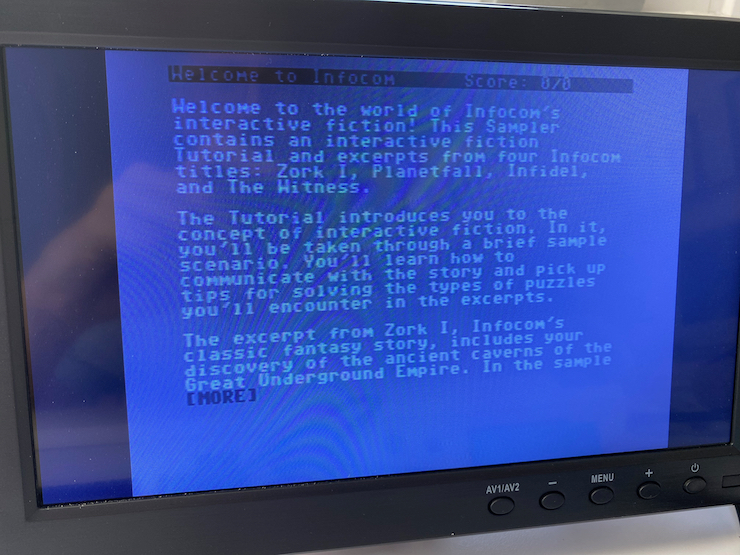 Welcome to Infocom Score: 0/0
Welcome to the world of Infocom's
interactive fiction! This Sampler
contains an interactive fiction
Tutorial and excerpts from four Infocom
titles: Zork I, Planetfall, Infidel,
and The Witness.
The Tutorial introduces you to the
concept of interactive fiction. In it,
you'll be taken through a brief sample
scenario. You'll learn how to
communicate with the story and pick up
tips for solving the types of puzzles
you'll encounter in the excerpts.
The excerpt from Zork I, Infocom's
classic fantasy story, includes your
discovery of the ancient caverns of the
Great Underground Empire. In the sample
[MORE]
AV1/AV2 − MENU +